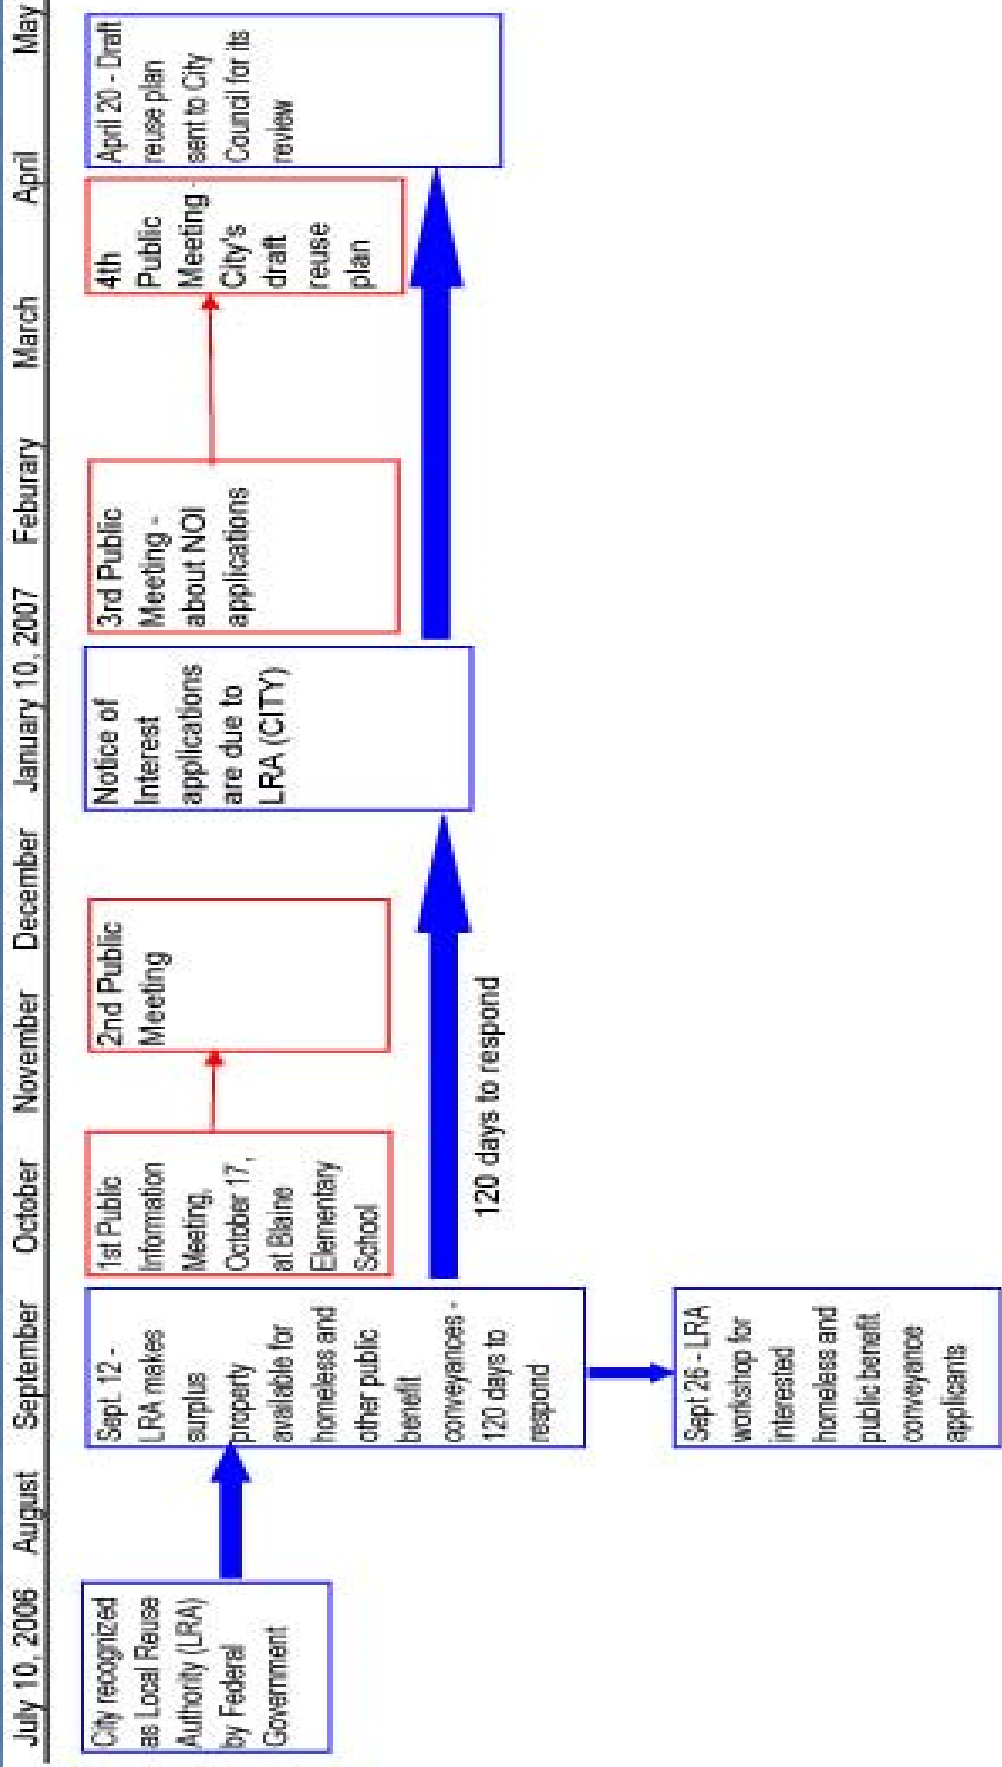 July 10, 2006 August September October November December January 10, 2007 Feburary March April May
City recognized
as Local Reuse
Authority (LRA)
by Federal
Government
Sept. 12 -
LRA makes
surplus
property
available for
homeless and
other public
benefit
conveyances -
120 days to
respond
Sept 26 - LRA
workshop for
interested
homeless and
public benefit
conveyance
applicants
1st Public
Information
Meeting,
October 17,
at Blaine
Elementary
School
2nd Public
Meeting
120 days to respond
Notice of
Interest
applications
are due to
LRA (CITY)
3rd Public
Meeting -
about NOI
applications
4th
Public
Meeting -
City's
draft
reuse
plan
April 20 - Draft
reuse plan
sent to City
Council for its
review